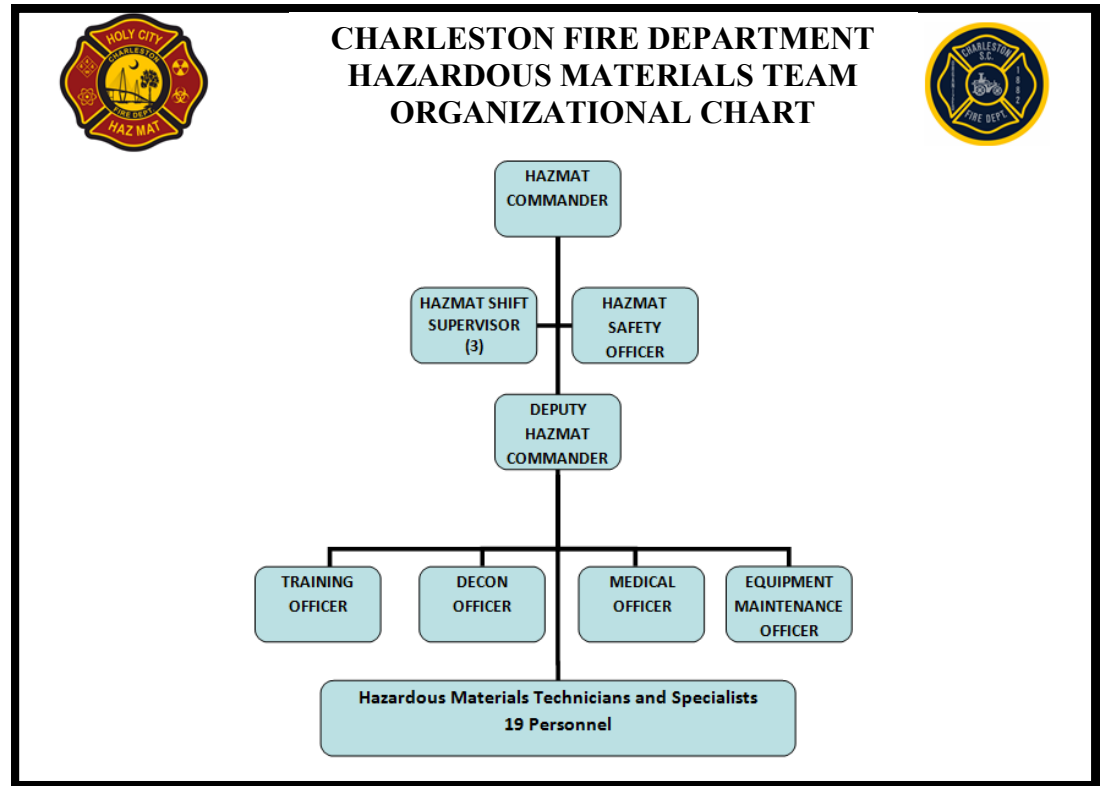 HOLY CITY
CHARLESTON
FIRE DEPT.
HAZ MAT
CHARLESTON FIRE DEPARTMENT
HAZARDOUS MATERIALS TEAM
ORGANIZATIONAL CHART
CHARLESTON
S.C.
1882
FIRE DEPT.
HAZMAT
COMMANDER
HAZMAT SHIFT
SUPERVISOR
(3)
HAZMAT
SAFETY
OFFICER
DEPUTY
HAZMAT
COMMANDER
TRAINING
OFFICER
DECON
OFFICER
MEDICAL
OFFICER
EQUIPMENT
MAINTENANCE
OFFICER
Hazardous Materials Technicians and Specialists
19 Personnel